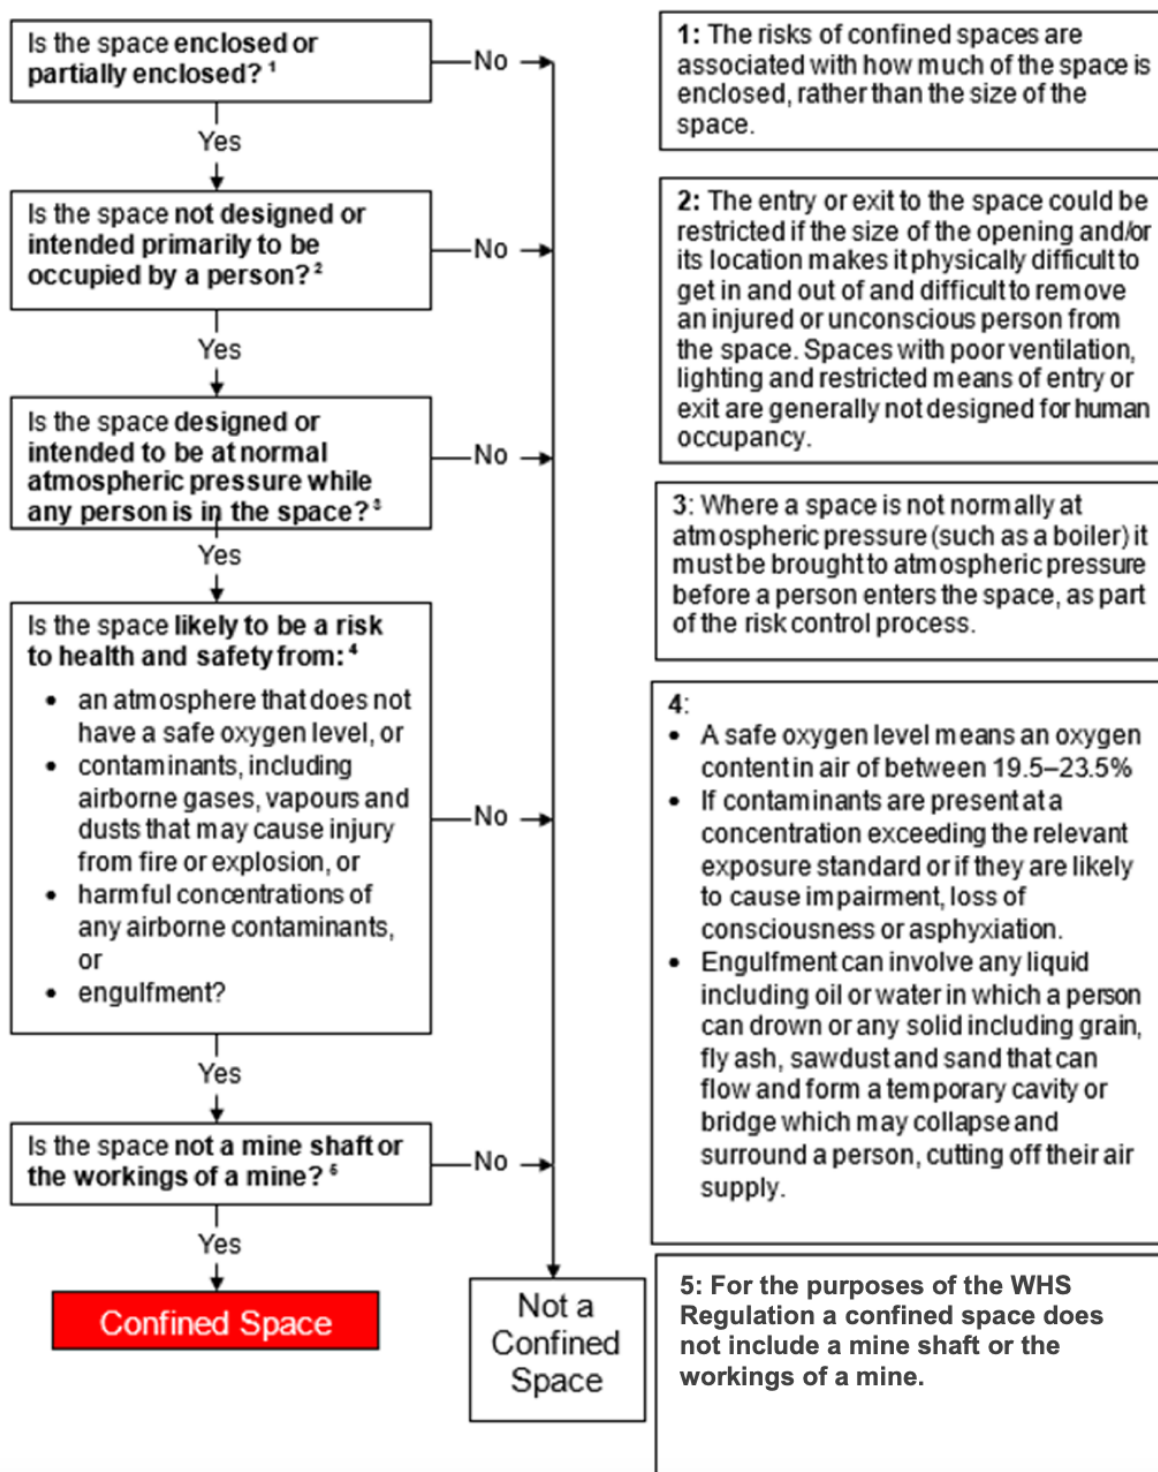 Is the space enclosed or
partially enclosed? ¹
No
Yes
Is the space not designed or
intended primarily to be
occupied by a person? ²
No
Yes
Is the space designed or
intended to be at normal
atmospheric pressure while
any person is in the space? ³
No
Yes
Is the space likely to be a risk
to health and safety from: ⁴
• an atmosphere that does not
have a safe oxygen level, or
• contaminants, including
airborne gases, vapours and
dusts that may cause injury
from fire or explosion, or
• harmful concentrations of
any airborne contaminants,
or
• engulfment?
No
Yes
Is the space not a mine shaft or
the workings of a mine? ⁵
No
Yes
Confined Space
Not a
Confined
Space
1: The risks of confined spaces are
associated with how much of the space is
enclosed, rather than the size of the
space.
2: The entry or exit to the space could be
restricted if the size of the opening and/or
its location makes it physically difficult to
get in and out of and difficult to remove
an injured or unconscious person from
the space. Spaces with poor ventilation,
lighting and restricted means of entry or
exit are generally not designed for human
occupancy.
3: Where a space is not normally at
atmospheric pressure (such as a boiler) it
must be brought to atmospheric pressure
before a person enters the space, as part
of the risk control process.
4:
• A safe oxygen level means an oxygen
content in air of between 19.5–23.5%
• If contaminants are present at a
concentration exceeding the relevant
exposure standard or if they are likely
to cause impairment, loss of
consciousness or asphyxiation.
• Engulfment can involve any liquid
including oil or water in which a person
can drown or any solid including grain,
fly ash, sawdust and sand that can
flow and form a temporary cavity or
bridge which may collapse and
surround a person, cutting off their air
supply.
5: For the purposes of the WHS
Regulation a confined space does
not include a mine shaft or the
workings of a mine.